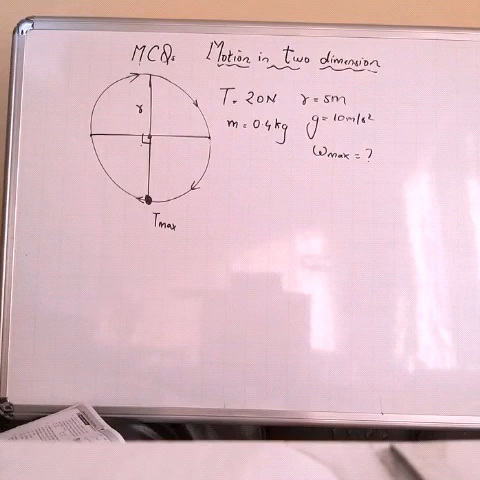 MCQs Motion in two dimension
T = 20N r = 5m
m = 0.4kg g = 10m/s²
ωmax = ?
r
Tmax